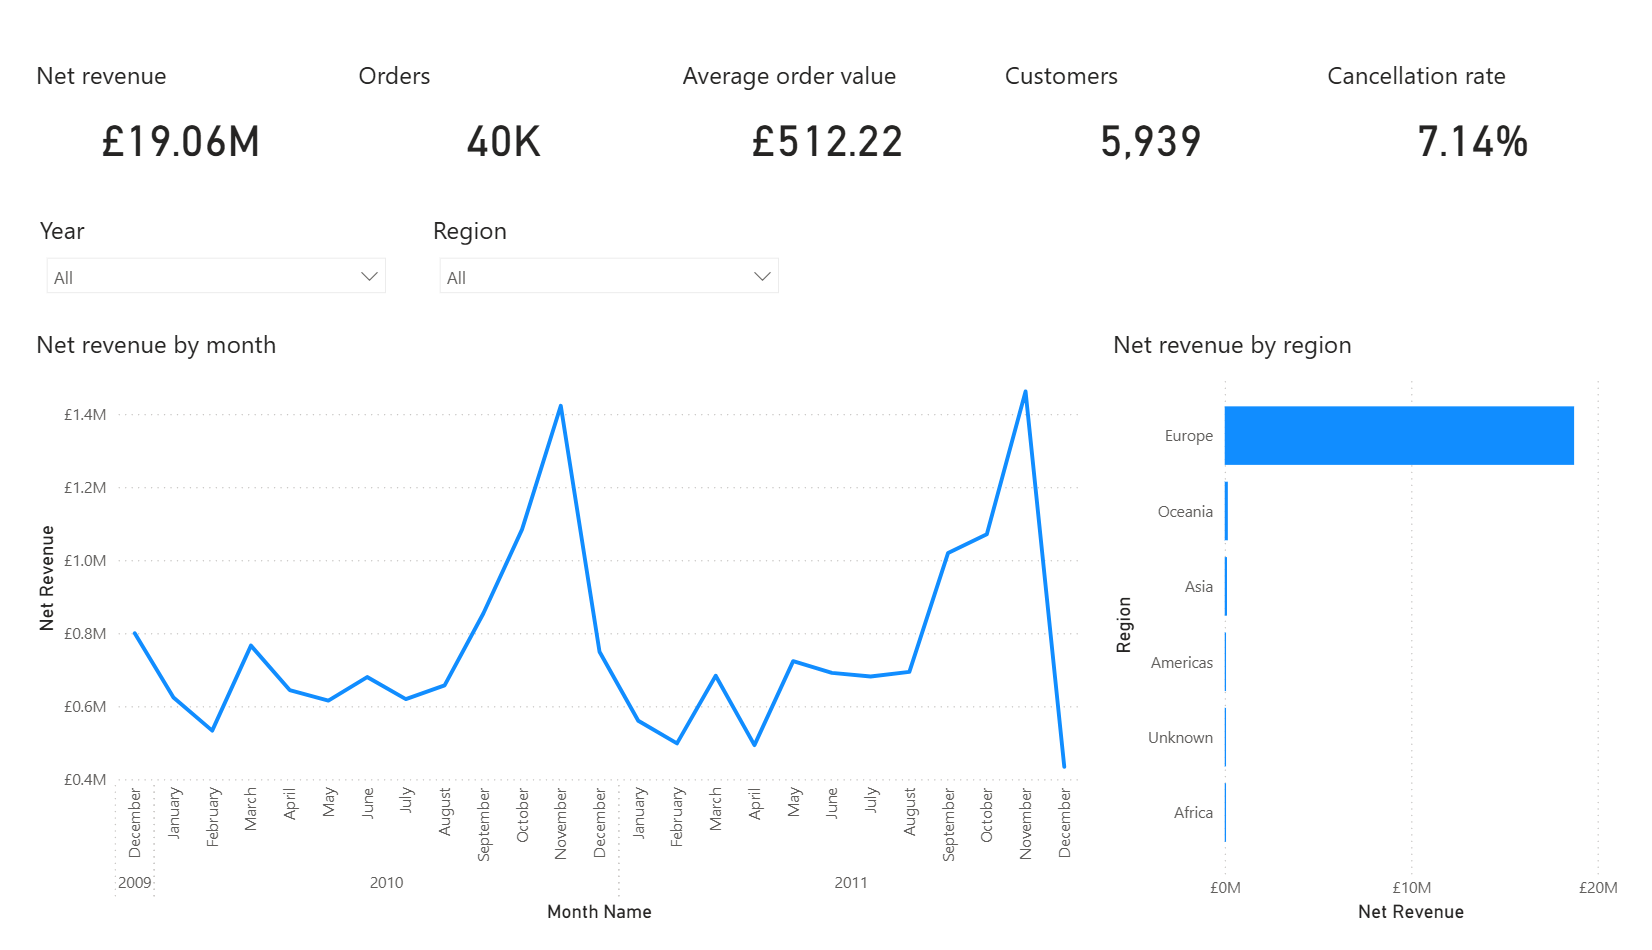 Net revenue
Orders
Average order value
Customers
Cancellation rate
£19.06M
40K
£512.22
5,939
7.14%
Year
Region
All
All
Net revenue by month
Net Revenue
£1.4M
£1.2M
£1.0M
£0.8M
£0.6M
£0.4M
December
January
February
March
April
May
June
July
August
September
October
November
December
January
February
March
April
May
June
July
August
September
October
November
December
2009
2010
2011
Month Name
Net revenue by region
Region
Europe
Oceania
Asia
Americas
Unknown
Africa
£0M
£10M
£20M
Net Revenue